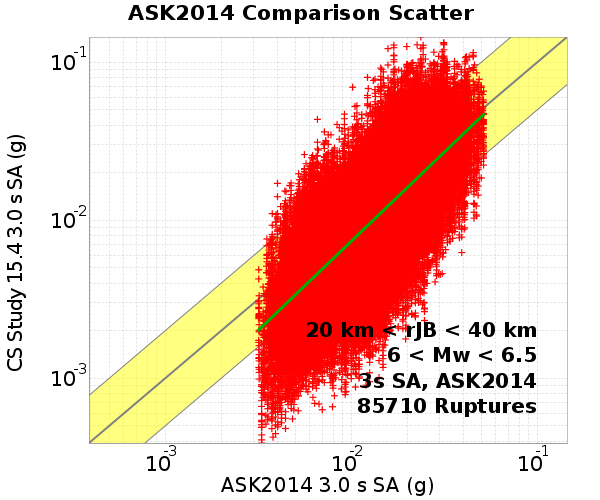 ASK2014 Comparison Scatter
CS Study 15.4 3.0 s SA (g)
10-1
10-2
10-3
20 km < rJB < 40 km
6 < Mw < 6.5
3s SA, ASK2014
85710 Ruptures
10-3 10-2 10-1
ASK2014 3.0 s SA (g)